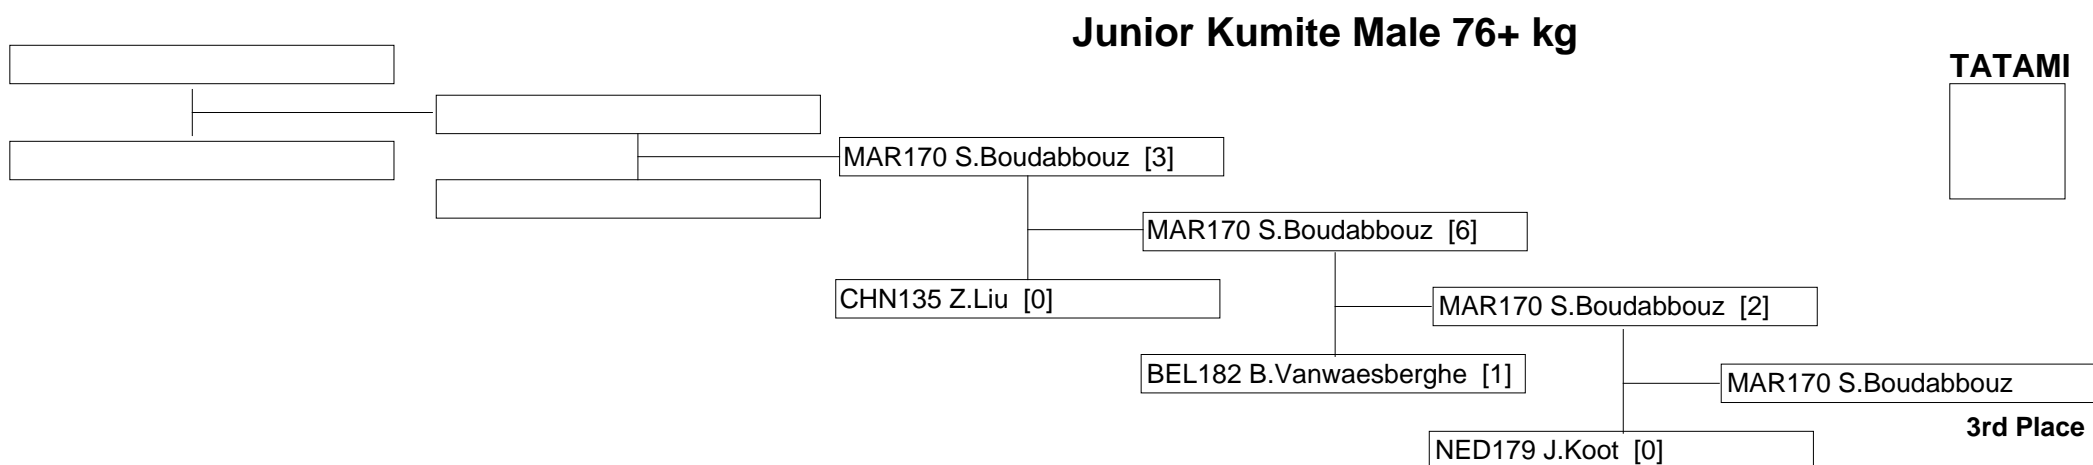 Junior Kumite Male 76+ kg
TATAMI
MAR170 S.Boudabbouz [3]
MAR170 S.Boudabbouz [6]
CHN135 Z.Liu [0]
MAR170 S.Boudabbouz [2]
BEL182 B.Vanwaesberghe [1]
MAR170 S.Boudabbouz
3rd Place
NED179 J.Koot [0]